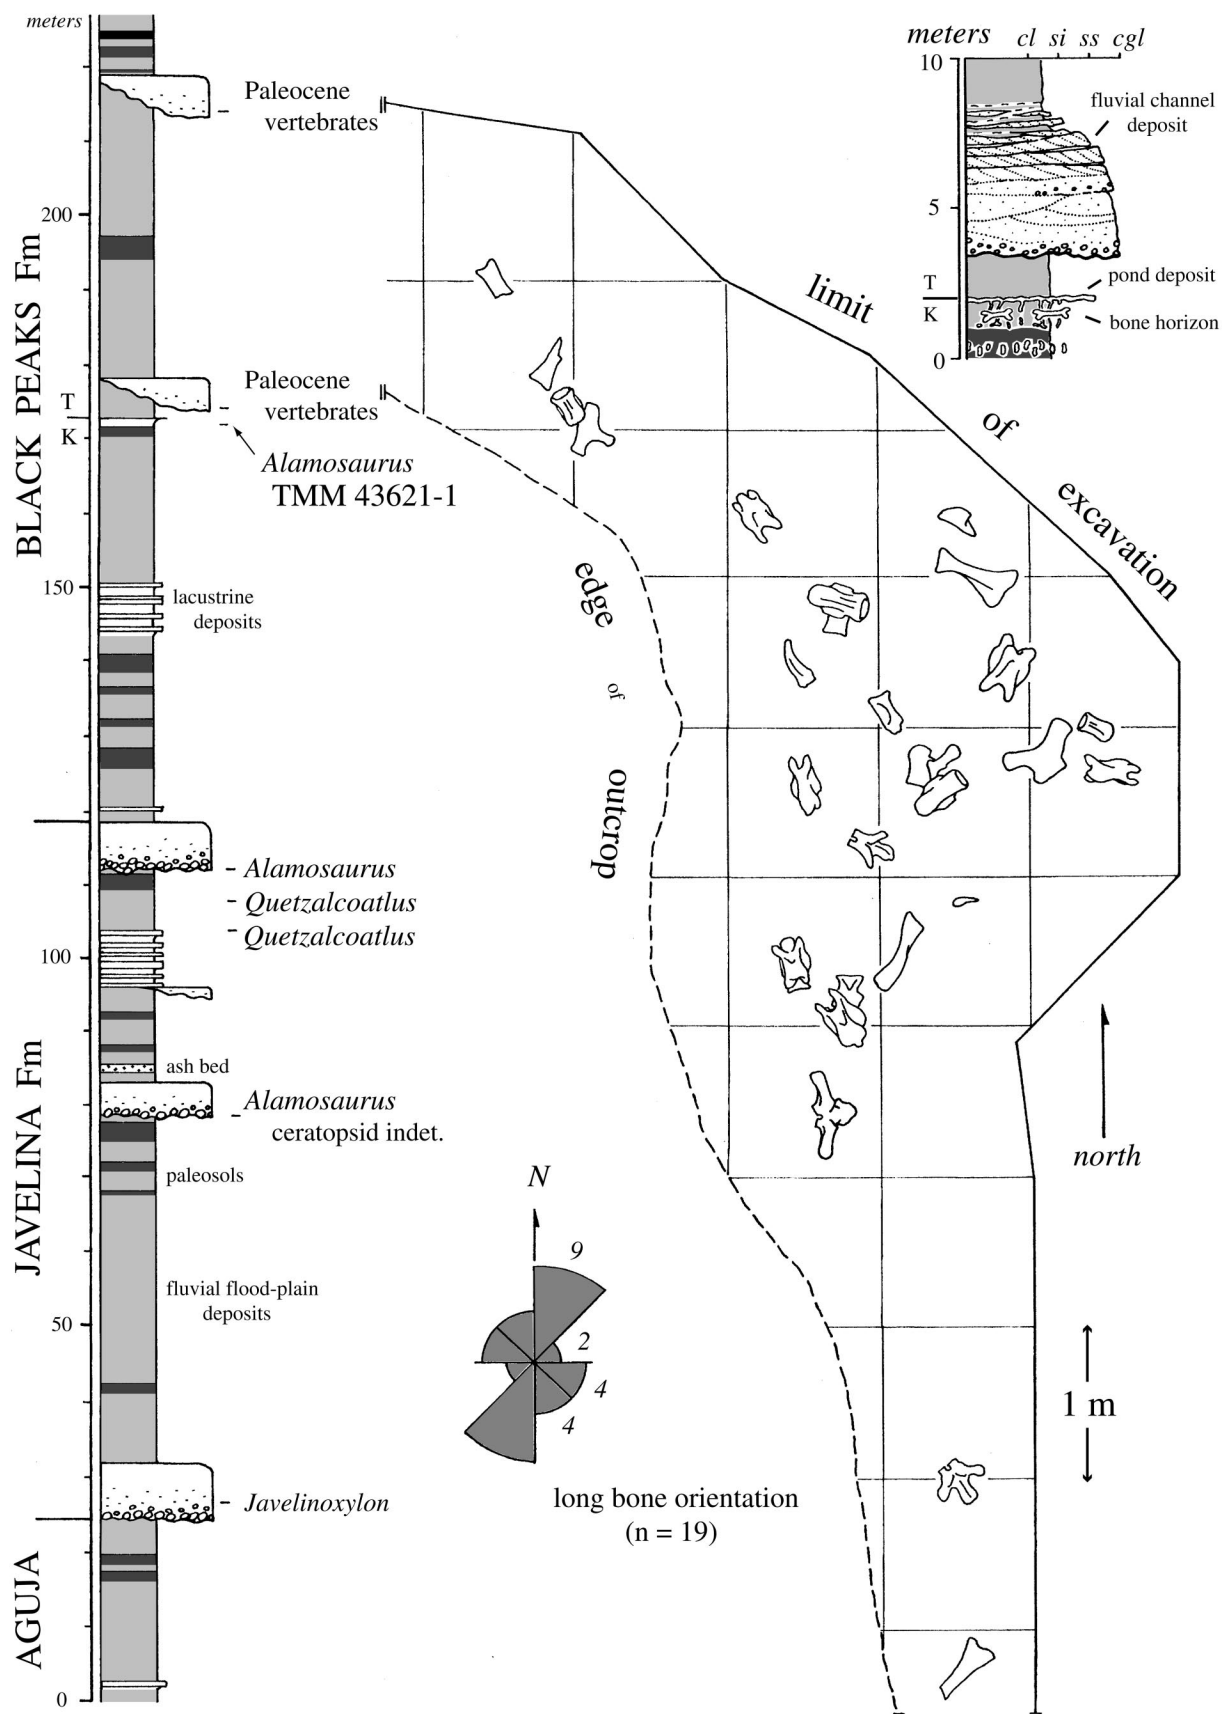 meters
Paleocene
vertebrates
200
BLACK PEAKS Fm
T
K
Paleocene
vertebrates
Alamosaurus
TMM 43621-1
150
lacustrine
deposits
Alamosaurus
Quetzalcoatlus
Quetzalcoatlus
100
JAVELINA Fm
ash bed
Alamosaurus
ceratopsid indet.
paleosols
fluvial flood-plain
deposits
50
Javelinoxylon
AGUJA
0
meters cl si ss cgl
10
fluvial channel
deposit
5
T
K
pond deposit
bone horizon
0
limit
of
excavation
edge
of
outcrop
north
1 m
N
9
2
4
4
long bone orientation
(n = 19)